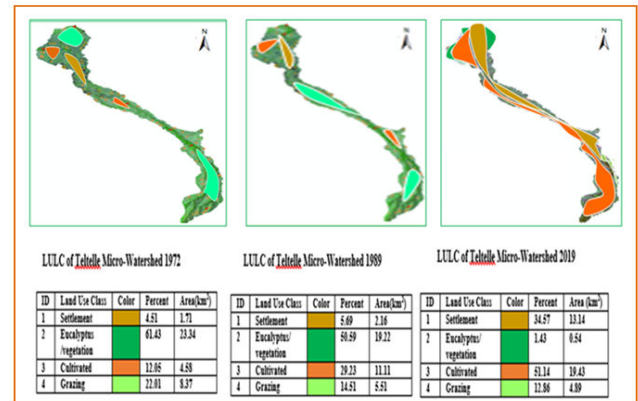 N
N
N
LULC of Teltelle Micro-Watershed 1972
LULC of Teltelle Micro-Watershed 1989
LULC of Teltelle Micro-Watershed 2019
ID Land Use Class Color Percent Area(km²)
1 Settlement 4.51 1.71
2 Eucalyptus 61.43 23.34
/vegetation
3 Cultivated 12.05 4.58
4 Grazing 22.01 8.37
ID Land Use Class Color Percent Area(km²)
1 Settlement 5.69 2.16
2 Eucalyptus/ 50.59 19.22
vegetation
3 Cultivated 29.23 11.11
4 Grazing 14.51 5.51
ID Land Use Class Color Percent Area (km²)
1 Settlement 34.57 13.14
2 Eucalyptus/ 1.43 0.54
vegetation
3 Cultivated 51.14 19.43
4 Grazing 12.86 4.89